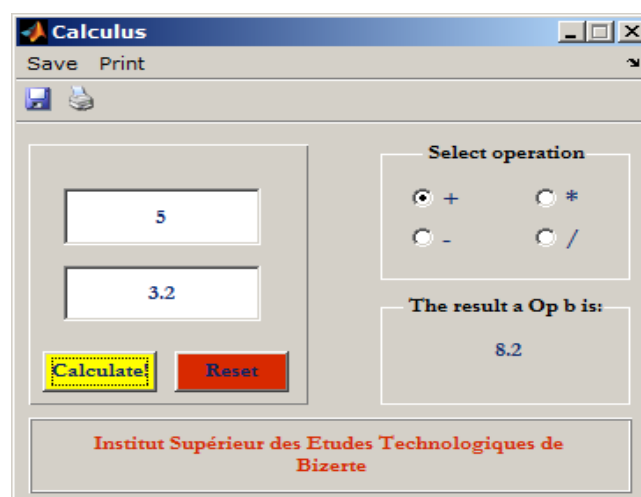 Calculus
Save Print
Select operation
+ *
5
- /
3.2
The result a Op b is:
8.2
Calculate!
Reset
Institut Supérieur des Etudes Technologiques de
Bizerte